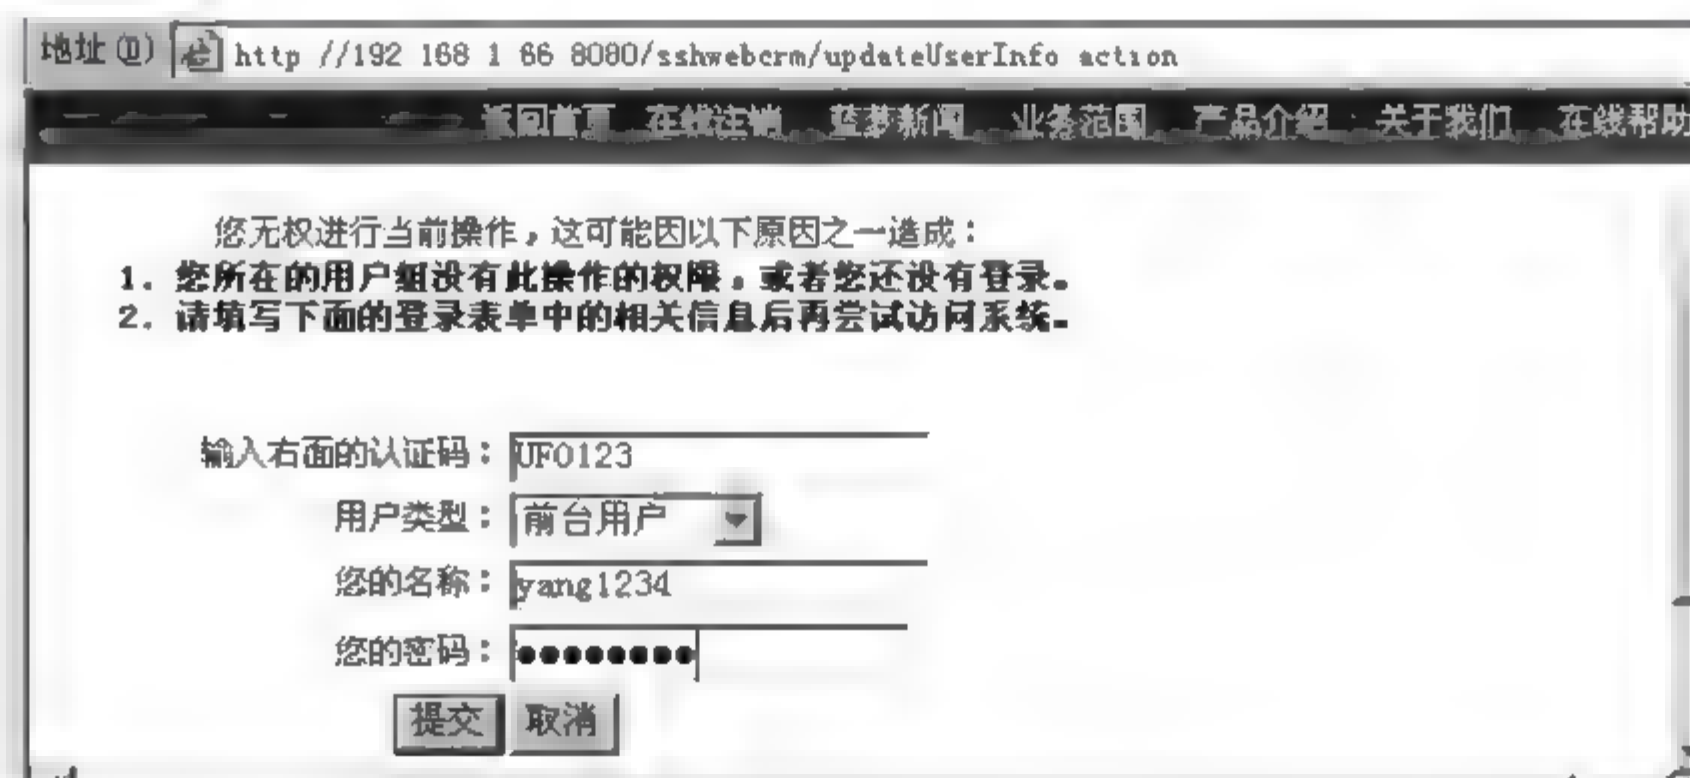 地址(D) http //192 168 1 66 8080/sshwebcrm/updateUserInfo action
返回首页 在线注销 蓝梦新闻 业务范围 产品介绍 关于我们 在线帮助
您无权进行当前操作，这可能因以下原因之一造成：
1. 您所在的用户组没有此操作的权限，或者您还没有登录。
2. 请填写下面的登录表单中的相关信息后再尝试访问系统。
输入右面的认证码：UF0123
用户类型：前台用户
您的名称：yang1234
您的密码：●●●●●●●●
提交 取消